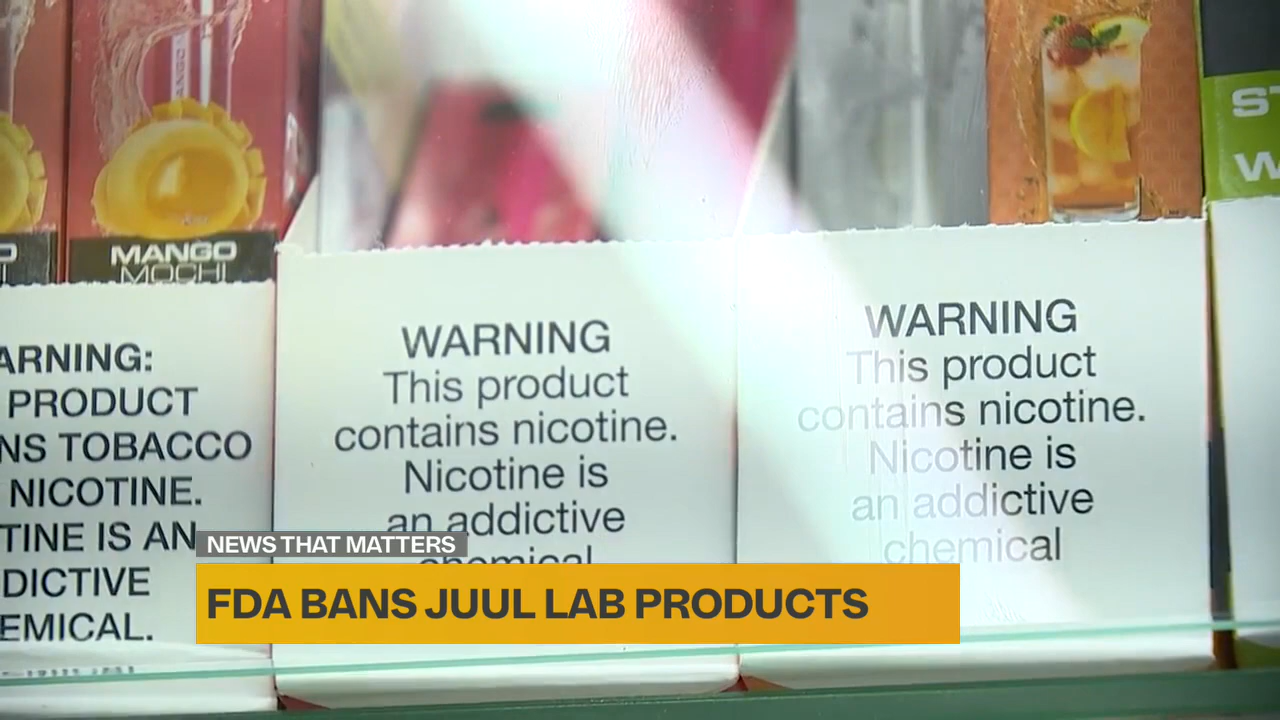 MANGO
MOCHI
ST
W
ARNING:
PRODUCT
NS TOBACCO
NICOTINE.
TINE IS AN
DICTIVE
EMICAL.
WARNING
This product
contains nicotine.
Nicotine is
an addictive
chemical
WARNING
This product
contains nicotine.
Nicotine is
an addictive
chemical
NEWS THAT MATTERS
FDA BANS JUUL LAB PRODUCTS